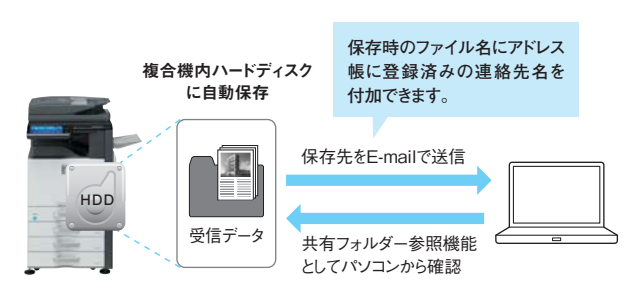 複合機内ハードディスク
に自動保存
保存時のファイル名にアドレス
帳に登録済みの連絡先名を
付加できます。
HDD
受信データ
保存先をE-mailで送信
共有フォルダー参照機能
としてパソコンから確認